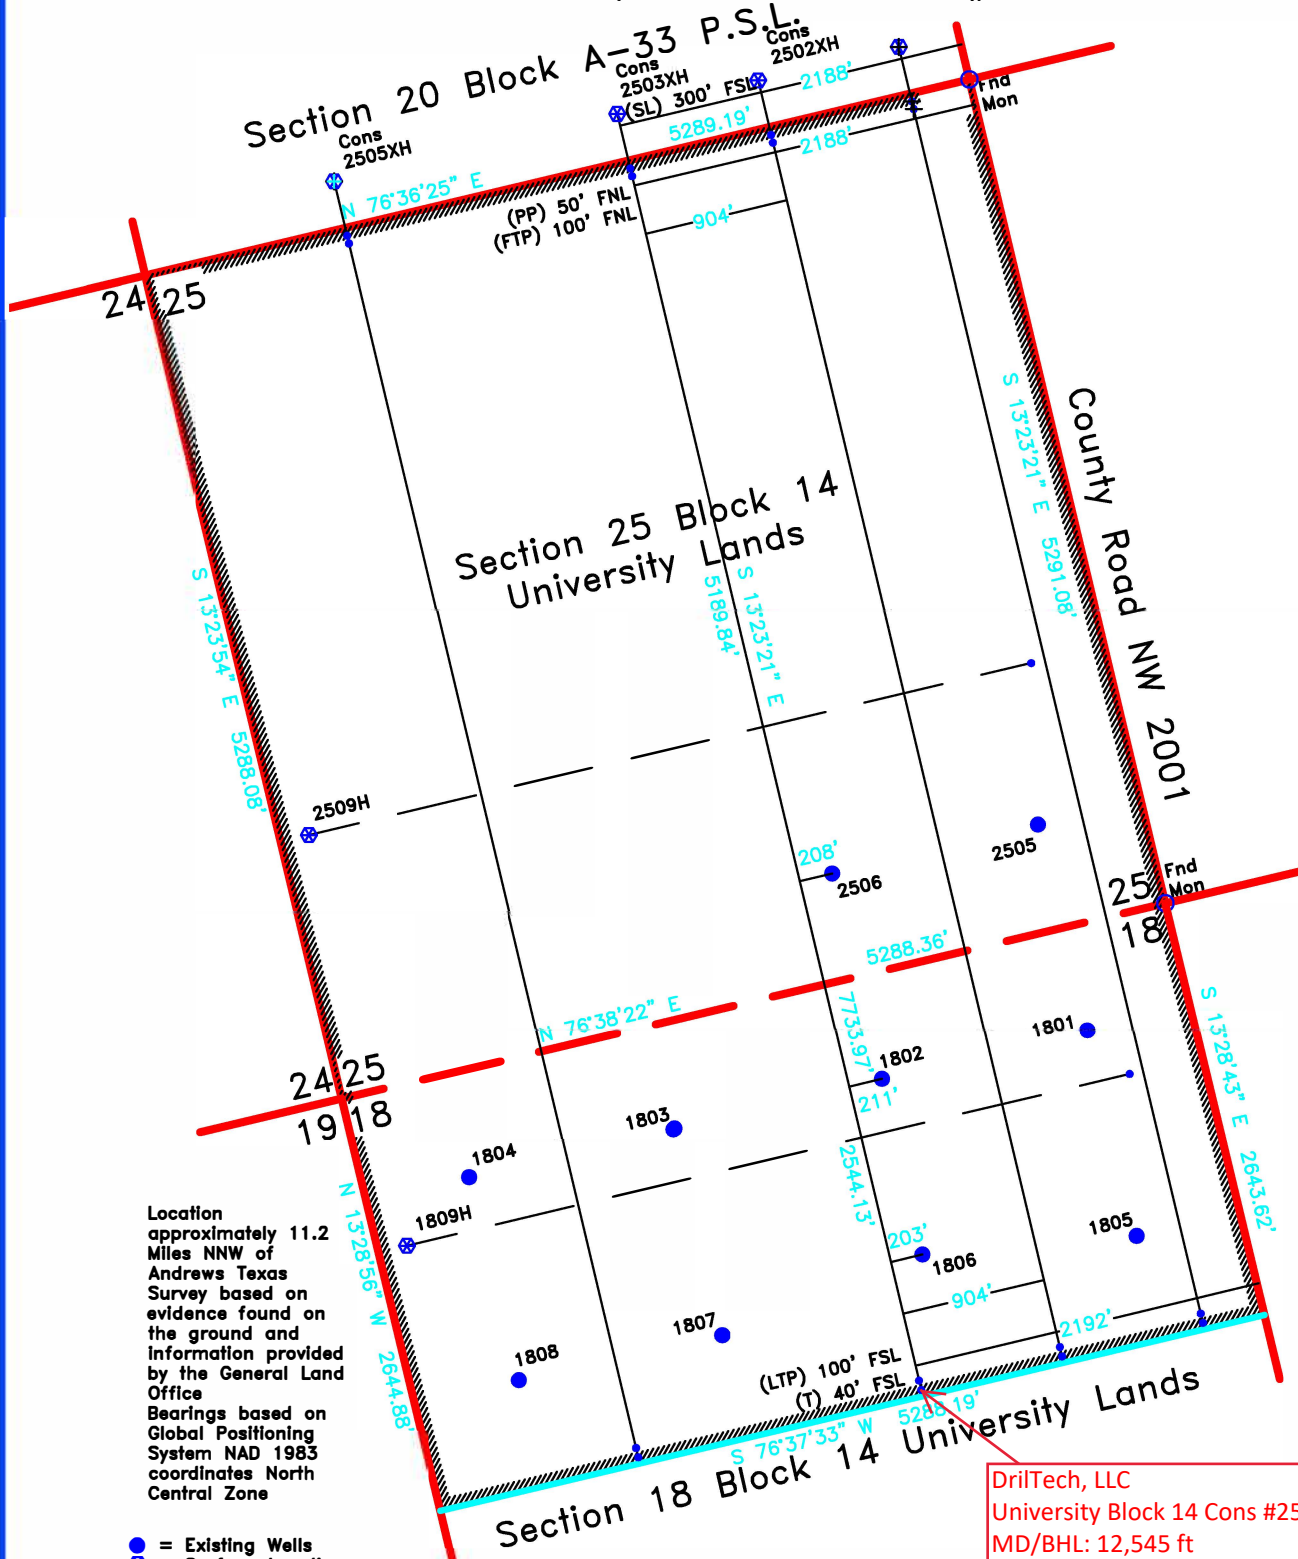 Section 20 Block A-33 P.S.L.
Cons
2502XH
Cons
2503XH
(SL) 300' FSL
2188'
5289.19'
2188'
Fnd
Mon
Cons
2505XH
N 76°36'25" E
(PP) 50' FNL
(FTP) 100' FNL
904'
24 25
S 13°23'21" E 5291.08'
County Road NW 2001
Section 25 Block 14
University Lands
S 13°23'21" E
5189.84'
S 13°23'54" E 5288.08'
2509H
208'
2506
2505
Fnd
Mon
25
18
5288.36'
N 76°38'22" E
7733.97'
1801
1802
211'
S 13°28'43" E 2643.62'
24 25
19 18
1803
1804
1809H
2544.13'
203'
1806
1805
904'
2192'
N 13°28'56" W 2644.88'
1807
1808
(LTP) 100' FSL
(T) 40' FSL
S 76°37'33" W 5288.19'
Section 18 Block 14 University Lands
Location
approximately 11.2
Miles NNW of
Andrews Texas
Survey based on
evidence found on
the ground and
information provided
by the General Land
Office
Bearings based on
Global Positioning
System NAD 1983
coordinates North
Central Zone
= Existing Wells
DrilTech, LLC
University Block 14 Cons #25
MD/BHL: 12,545 ft